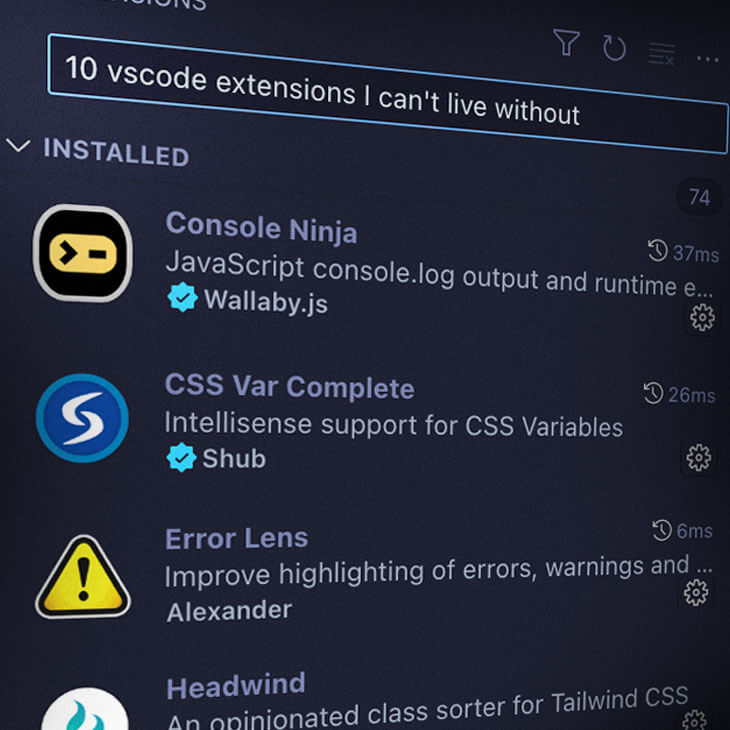 10 vscode extensions I can't live without
INSTALLED
74
Console Ninja
37ms
JavaScript console.log output and runtime e...
Wallaby.js
CSS Var Complete
26ms
Intellisense support for CSS Variables
Shub
Error Lens
6ms
Improve highlighting of errors, warnings and ...
Alexander
Headwind
An opinionated class sorter for Tailwind CSS